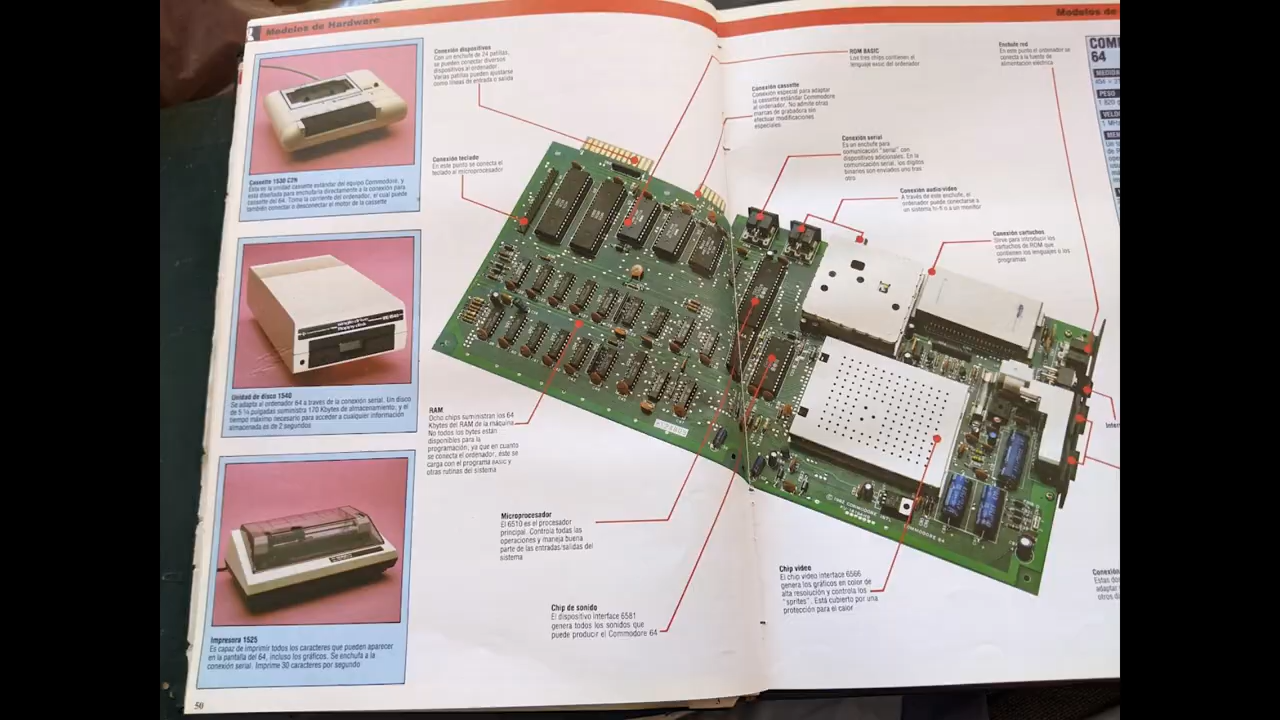 Modelos de Hardware
Cassette 1530 C2N
Esta es la unidad cassette estándar del equipo Commodore, y
está diseñada para enchufarla directamente a la conexión para
cassette del 64. Toma la corriente del ordenador, el cual puede
también conectar o desconectar el motor de la cassette
Unidad de disco 1540
Se adapta al ordenador 64 a través de la conexión serial. Un disco
de 5 ¼ pulgadas suministra 170 Kbytes de almacenamiento, y el
tiempo máximo necesario para acceder a cualquier información
almacenada es de 2 segundos
Impresora 1525
Es capaz de imprimir todos los caracteres que pueden aparecer
en la pantalla del 64, incluso los gráficos. Se enchufa a la
conexión serial. Imprime 30 caracteres por segundo
50
Conexión dispositivos
Con un enchufe de 24 patillas,
se pueden conectar diversos
dispositivos al ordenador.
Varias patillas pueden ajustarse
como líneas de entrada o salida
Conexión teclado
En este punto se conecta el
teclado al microprocesador
RAM
Ocho chips suministran los 64
Kbytes del RAM de la máquina.
No todos los bytes están
disponibles para la
programación; ya que en cuanto
se conecta el ordenador, éste se
carga con el programa BASIC y
otras rutinas del sistema
Microprocesador
El 6510 es el procesador
principal. Controla todas las
operaciones y maneja buena
parte de las entradas/salidas del
sistema
Chip de sonido
El dispositivo interface 6581
genera todos los sonidos que
puede producir el Commodore 64
Modelos de
ROM BASIC
Los tres chips contienen el
lenguaje BASIC del ordenador
Conexión cassette
Conexión especial para adaptar
la cassette estándar Commodore
al ordenador. No admite otras
marcas de grabadora sin
efectuar modificaciones
especiales
Conexión serial
Es un enchufe para
comunicación "serial" con
dispositivos adicionales. En la
comunicación serial, los dígitos
binarios son enviados uno tras
otro
Conexión audio/video
A través de este enchufe, el
ordenador puede conectarse a
un sistema hi-fi o a un monitor
Conexión cartuchos
Sirve para introducir los
cartuchos de ROM que
contienen los lenguajes o los
programas
Enchufe red
En este punto el ordenador se
conecta a la fuente de
alimentación eléctrica
Chip video
El chip video interface 6566
genera los gráficos en color de
alta resolución y controla los
"sprites". Está cubierto por una
protección para el calor
© 1982 COMMODORE INTL
COMMODORE 64
COM
64
PESO
1 820
1 MHz